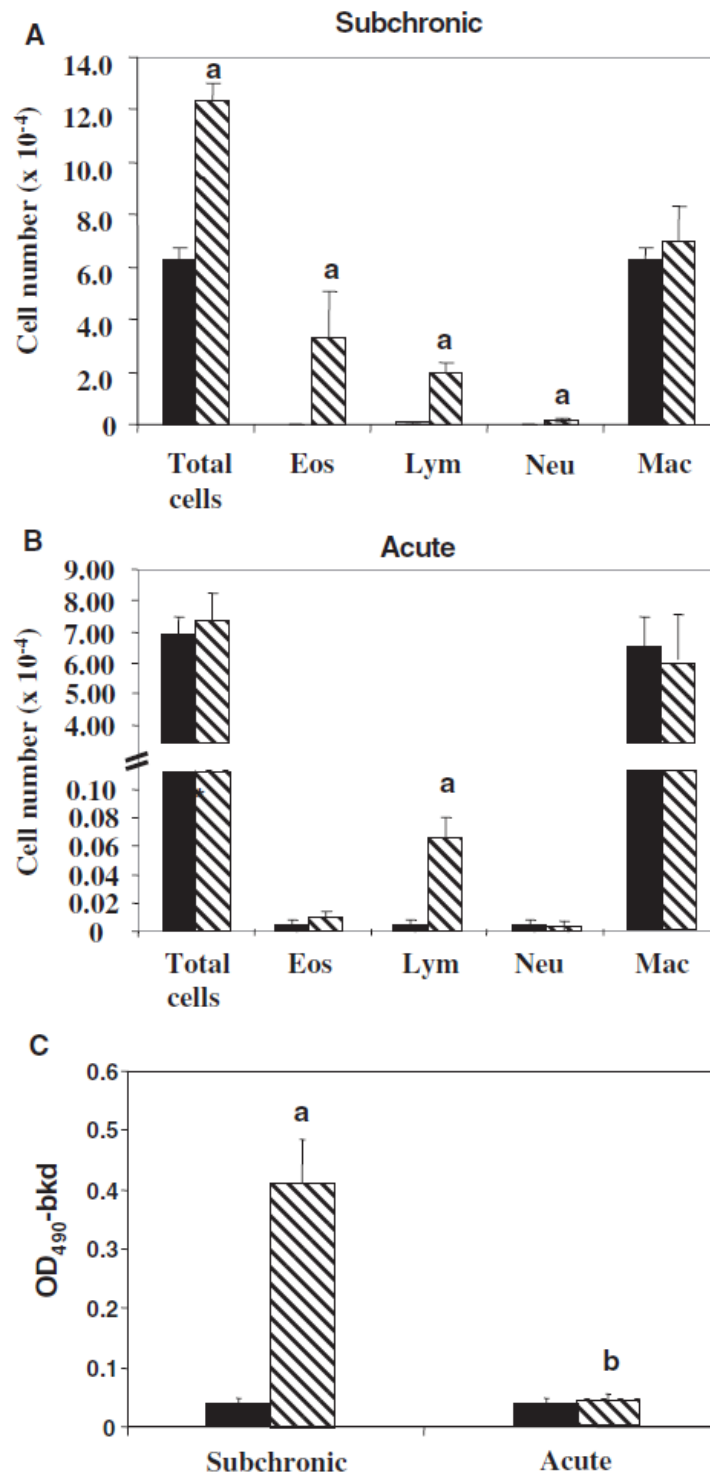 A
Subchronic
Cell number (x 10-4)
14.0
12.0
10.0
8.0
6.0
4.0
2.0
0
a
a
a
a
Total cells
Eos
Lym
Neu
Mac
B
Acute
Cell number (x 10-4)
9.00
8.00
7.00
6.00
5.00
4.00
0.10
0.08
0.06
0.04
0.02
0
*
a
Total cells
Eos
Lym
Neu
Mac
C
OD490-bkd
0.6
0.5
0.4
0.3
0.2
0.1
0
a
b
Subchronic
Acute